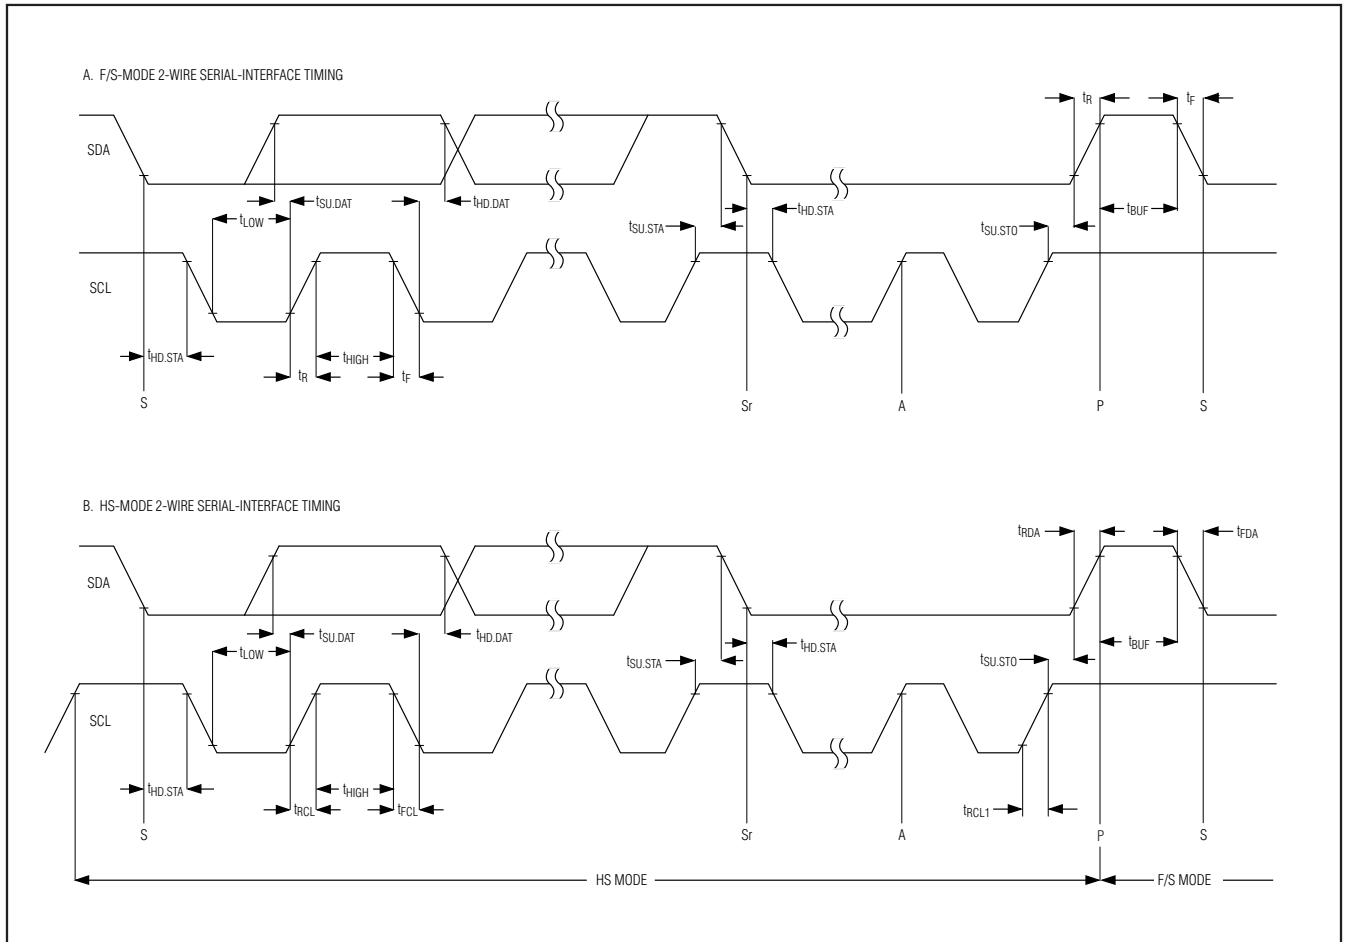 A. F/S-MODE 2-WIRE SERIAL-INTERFACE TIMING
tR
tF
SDA
tSU.DAT
tHD.DAT
tHD.STA
tBUF
tLOW
tSU.STA
tSU.STO
SCL
tHD.STA
tHIGH
tR
tF
S
Sr
A
P
S
B. HS-MODE 2-WIRE SERIAL-INTERFACE TIMING
tRDA
tFDA
SDA
tSU.DAT
tHD.DAT
tHD.STA
tBUF
tLOW
tSU.STA
tSU.STO
SCL
tHD.STA
tHIGH
tRCL
tFCL
tRCL1
S
Sr
A
P
S
HS MODE
F/S MODE